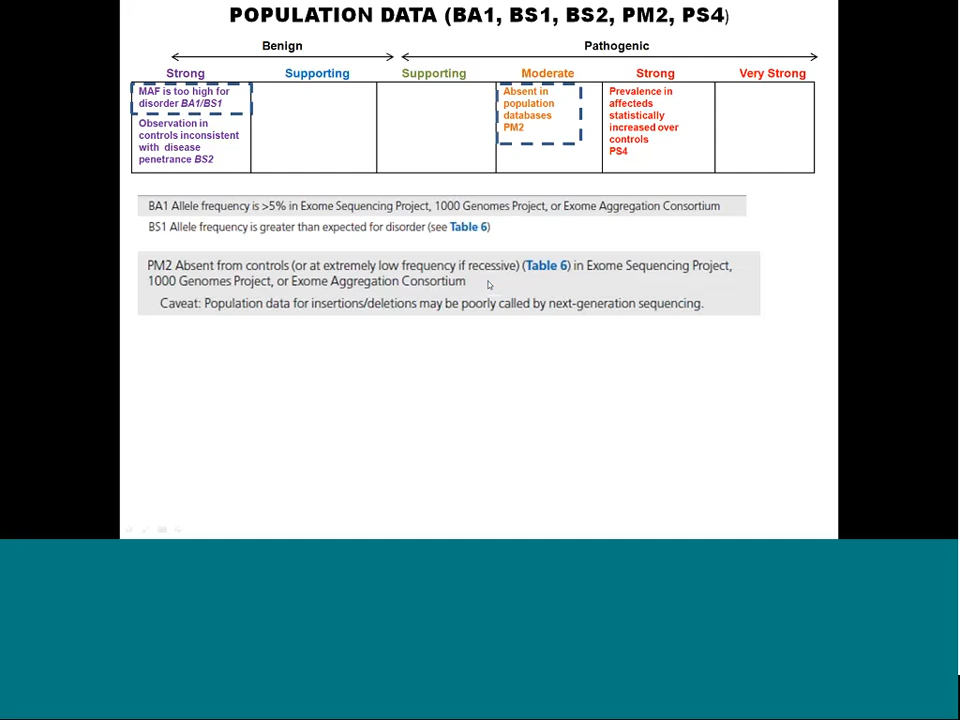 POPULATION DATA (BA1, BS1, BS2, PM2, PS4)
Benign
Pathogenic
Strong
Supporting
Supporting
Moderate
Strong
Very Strong
MAF is too high for
disorder BA1/BS1
Observation in
controls inconsistent
with disease
penetrance BS2
Absent in
population
databases
PM2
Prevalence in
affecteds
statistically
increased over
controls
PS4
BA1 Allele frequency is >5% in Exome Sequencing Project, 1000 Genomes Project, or Exome Aggregation Consortium
BS1 Allele frequency is greater than expected for disorder (see Table 6)
PM2 Absent from controls (or at extremely low frequency if recessive) (Table 6) in Exome Sequencing Project,
1000 Genomes Project, or Exome Aggregation Consortium
Caveat: Population data for insertions/deletions may be poorly called by next-generation sequencing.